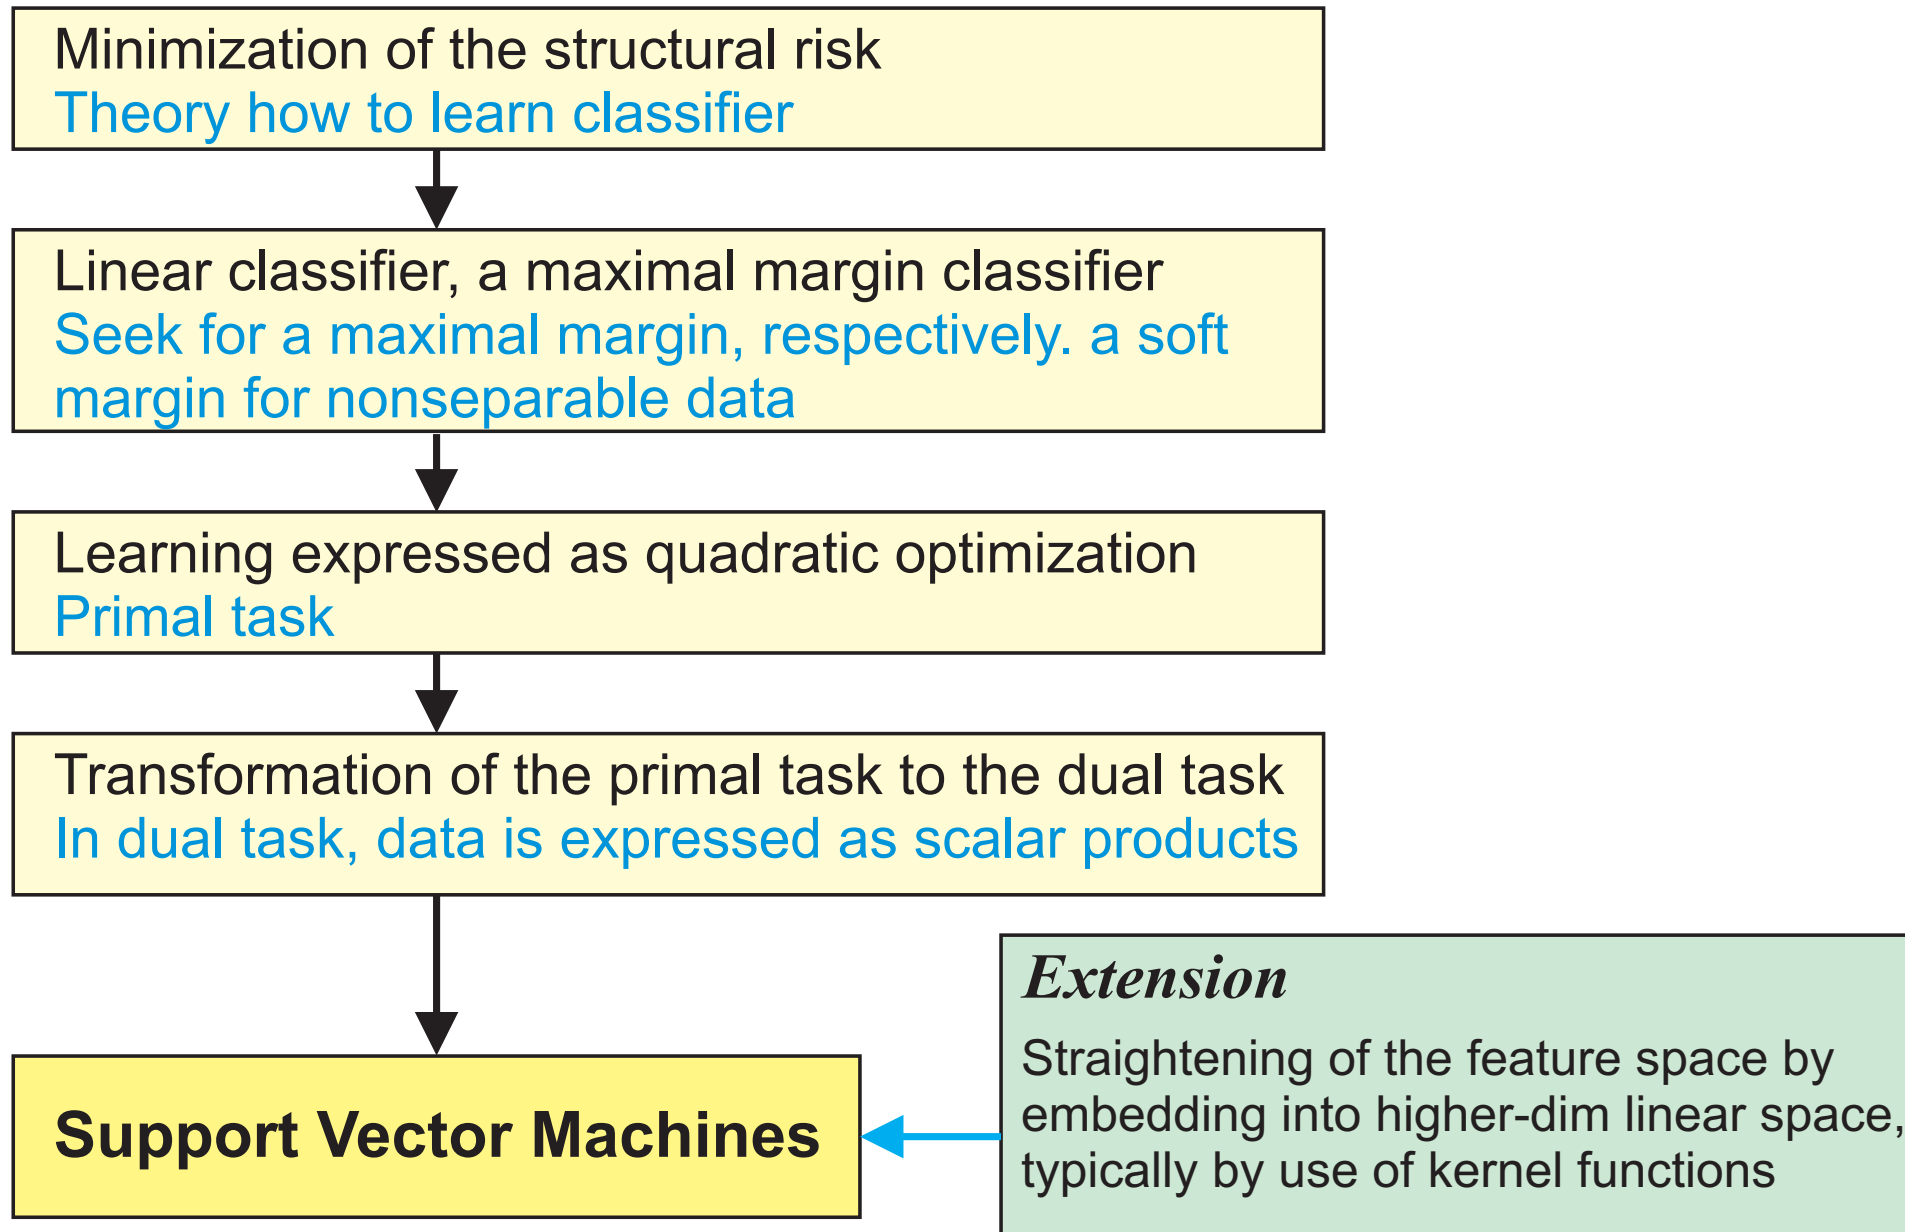 Minimization of the structural risk
Theory how to learn classifier
Linear classifier, a maximal margin classifier
Seek for a maximal margin, respectively. a soft
margin for nonseparable data
Learning expressed as quadratic optimization
Primal task
Transformation of the primal task to the dual task
In dual task, data is expressed as scalar products
Extension
Straightening of the feature space by
embedding into higher-dim linear space,
typically by use of kernel functions
Support Vector Machines